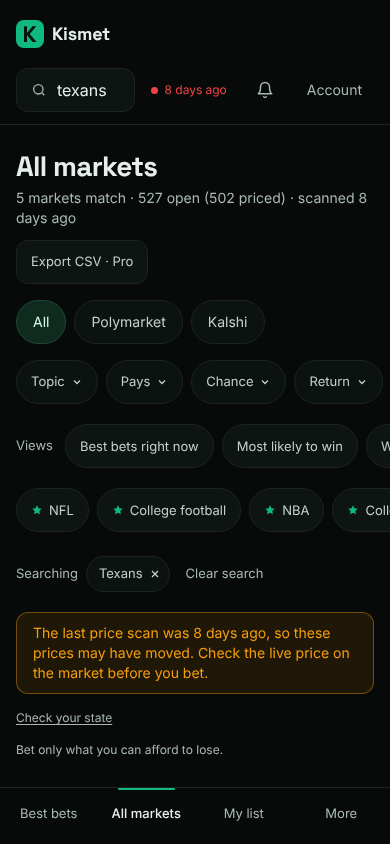 K Kismet
texans
8 days ago
Account
All markets
5 markets match · 527 open (502 priced) · scanned 8
days ago
Export CSV · Pro
All Polymarket Kalshi
Topic Pays Chance Return
Views Best bets right now Most likely to win W
NFL College football NBA Coll
Searching Texans × Clear search
The last price scan was 8 days ago, so these
prices may have moved. Check the live price on
the market before you bet.
Check your state
Bet only what you can afford to lose.
Best bets All markets My list More